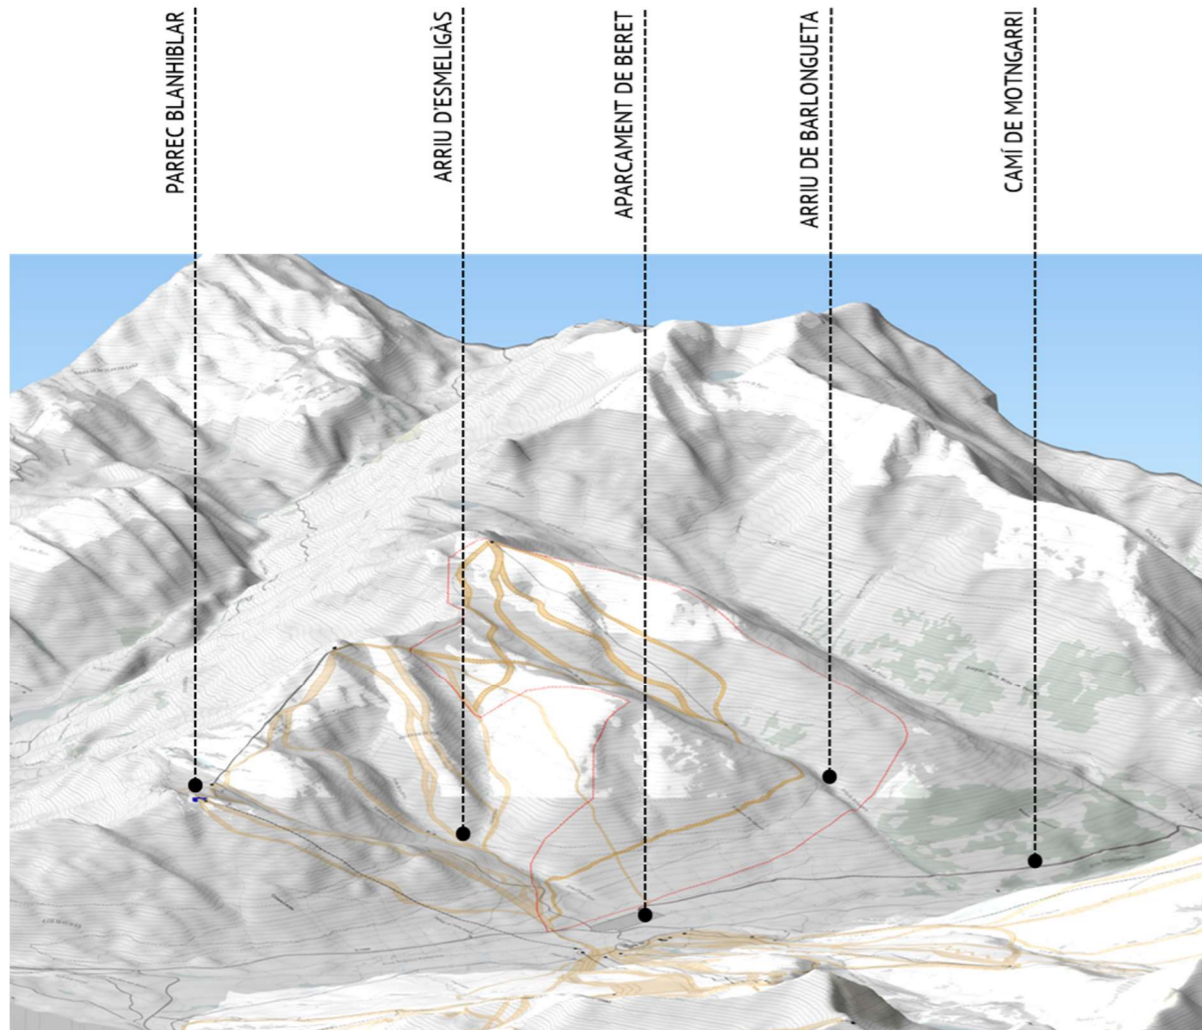 PARREC BLANHIBLAR
ARRIU D'ESMELIGÀS
APARCAMENT DE BERET
ARRIU DE BARLONGUETA
CAMÍ DE MOTNGARRI